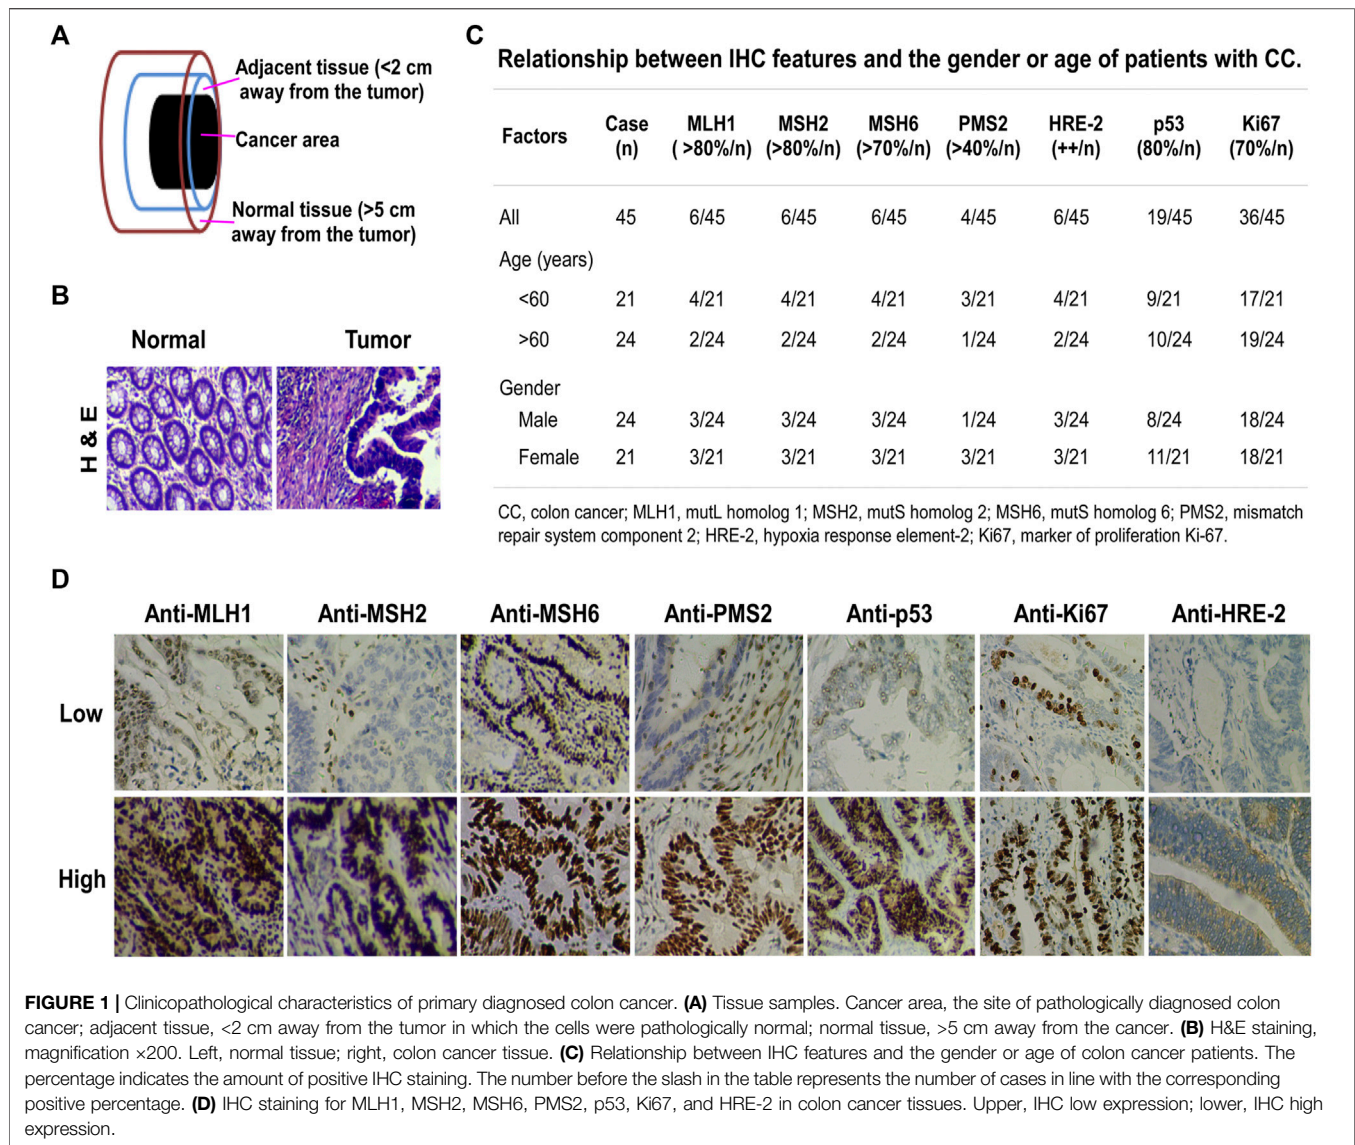 A
Adjacent tissue (<2 cm
away from the tumor)
Cancer area
Normal tissue (>5 cm
away from the tumor)
B
Normal Tumor
H & E
C
Relationship between IHC features and the gender or age of patients with CC.
Factors Case (n) MLH1 ( >80%/n) MSH2 (>80%/n) MSH6 (>70%/n) PMS2 (>40%/n) HRE-2 (++/n) p53 (80%/n) Ki67 (70%/n)
All 45 6/45 6/45 6/45 4/45 6/45 19/45 36/45
Age (years)
<60 21 4/21 4/21 4/21 3/21 4/21 9/21 17/21
>60 24 2/24 2/24 2/24 1/24 2/24 10/24 19/24
Gender
Male 24 3/24 3/24 3/24 1/24 3/24 8/24 18/24
Female 21 3/21 3/21 3/21 3/21 3/21 11/21 18/21
CC, colon cancer; MLH1, mutL homolog 1; MSH2, mutS homolog 2; MSH6, mutS homolog 6; PMS2, mismatch
repair system component 2; HRE-2, hypoxia response element-2; Ki67, marker of proliferation Ki-67.
D
Anti-MLH1 Anti-MSH2 Anti-MSH6 Anti-PMS2 Anti-p53 Anti-Ki67 Anti-HRE-2
Low
High
FIGURE 1 | Clinicopathological characteristics of primary diagnosed colon cancer. (A) Tissue samples. Cancer area, the site of pathologically diagnosed colon
cancer; adjacent tissue, <2 cm away from the tumor in which the cells were pathologically normal; normal tissue, >5 cm away from the cancer. (B) H&E staining,
magnification ×200. Left, normal tissue; right, colon cancer tissue. (C) Relationship between IHC features and the gender or age of colon cancer patients. The
percentage indicates the amount of positive IHC staining. The number before the slash in the table represents the number of cases in line with the corresponding
positive percentage. (D) IHC staining for MLH1, MSH2, MSH6, PMS2, p53, Ki67, and HRE-2 in colon cancer tissues. Upper, IHC low expression; lower, IHC high
expression.